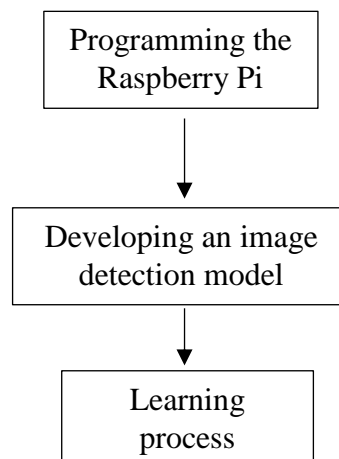 Programming the
Raspberry Pi
Developing an image
detection model
Learning
process